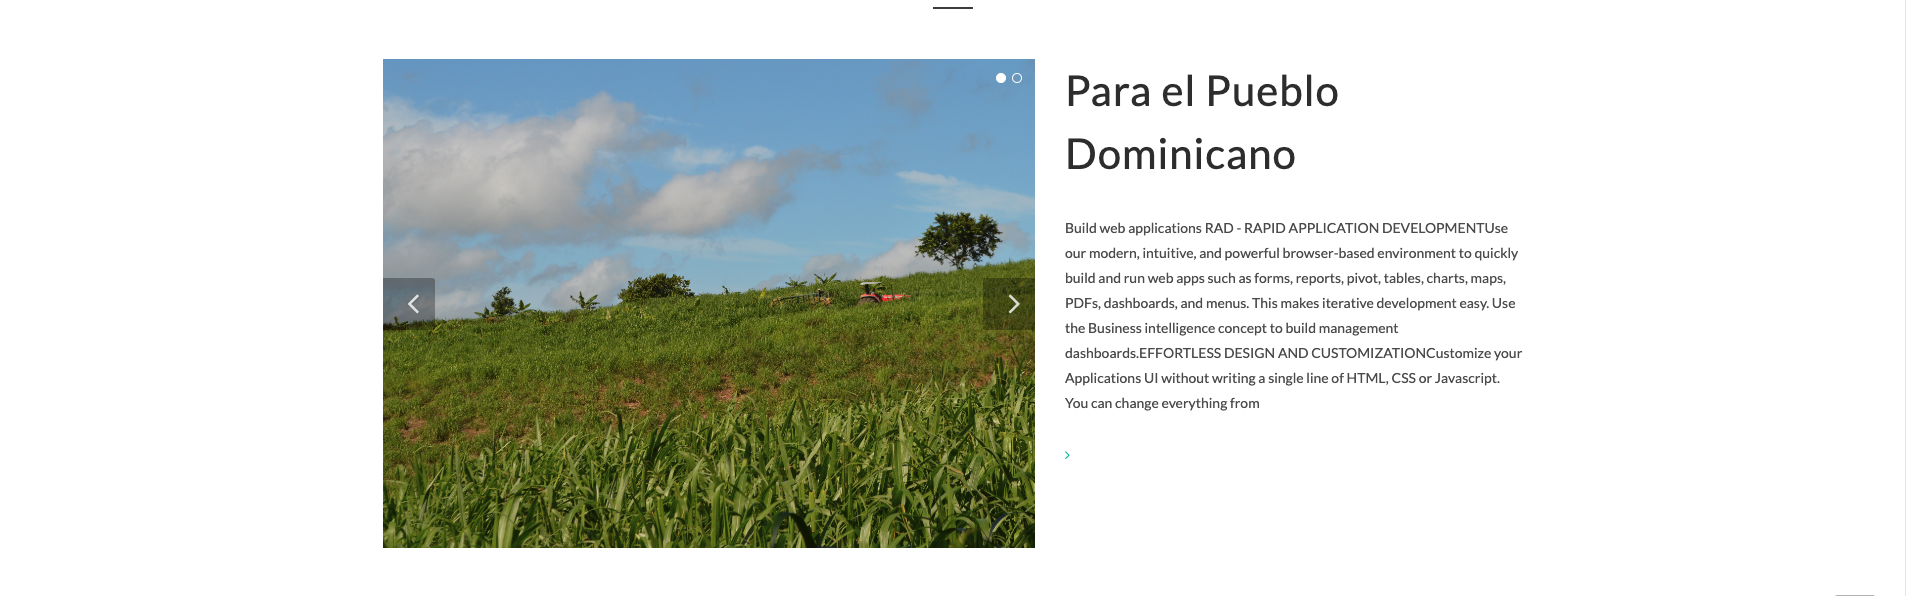 Para el Pueblo
Dominicano
Build web applications RAD - RAPID APPLICATION DEVELOPMENTUse
our modern, intuitive, and powerful browser-based environment to quickly
build and run web apps such as forms, reports, pivot, tables, charts, maps,
PDFs, dashboards, and menus. This makes iterative development easy. Use
the Business intelligence concept to build management
dashboards.EFFORTLESS DESIGN AND CUSTOMIZATIONCustomize your
Applications UI without writing a single line of HTML, CSS or Javascript.
You can change everything from